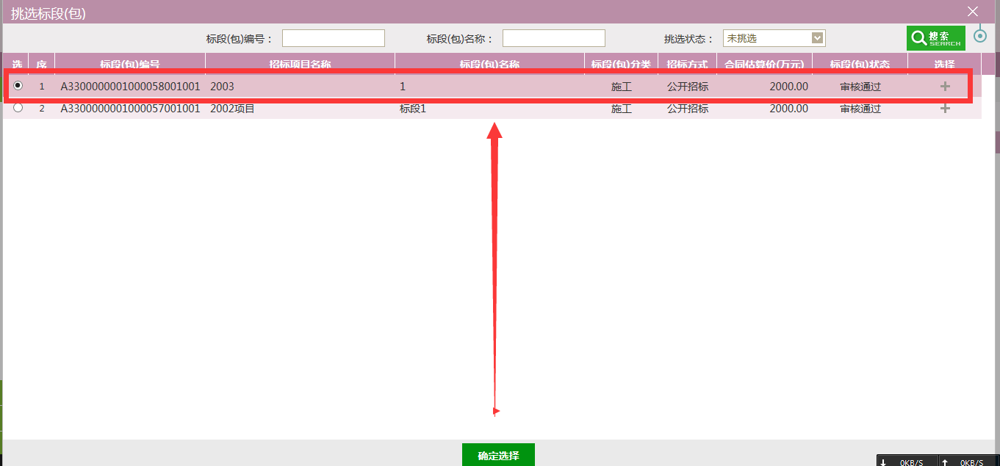 挑选标段(包)
标段(包)编号： 标段(包)名称： 挑选状态： 未挑选 搜索 SEARCH
选 序 标段(包)编号 招标项目名称 标段(包)名称 标段(包)分类 招标方式 合同估算价(万元) 标段(包)状态 选择
1 A3300000001000058001001 2003 1 施工 公开招标 2000.00 审核通过
2 A3300000001000057001001 2002项目 标段1 施工 公开招标 2000.00 审核通过
确定选择
0KB/S 0KB/S